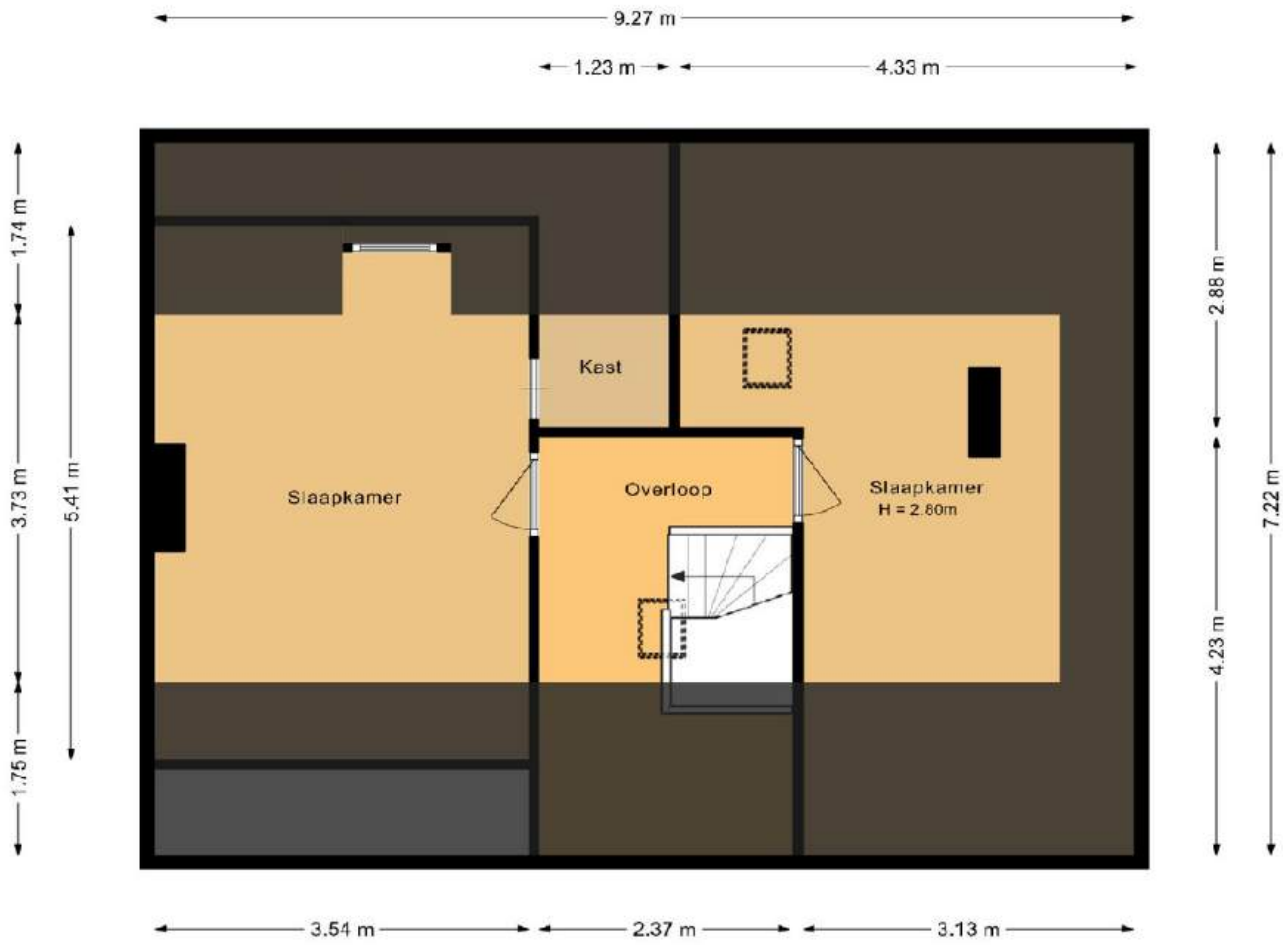 9.27 m
1.23 m
4.33 m
1.74 m
3.73 m
1.75 m
5.41 m
2.88 m
4.23 m
7.22 m
Kast
Slaapkamer
Overloop
Slaapkamer
H = 2.80m
3.54 m
2.37 m
3.13 m